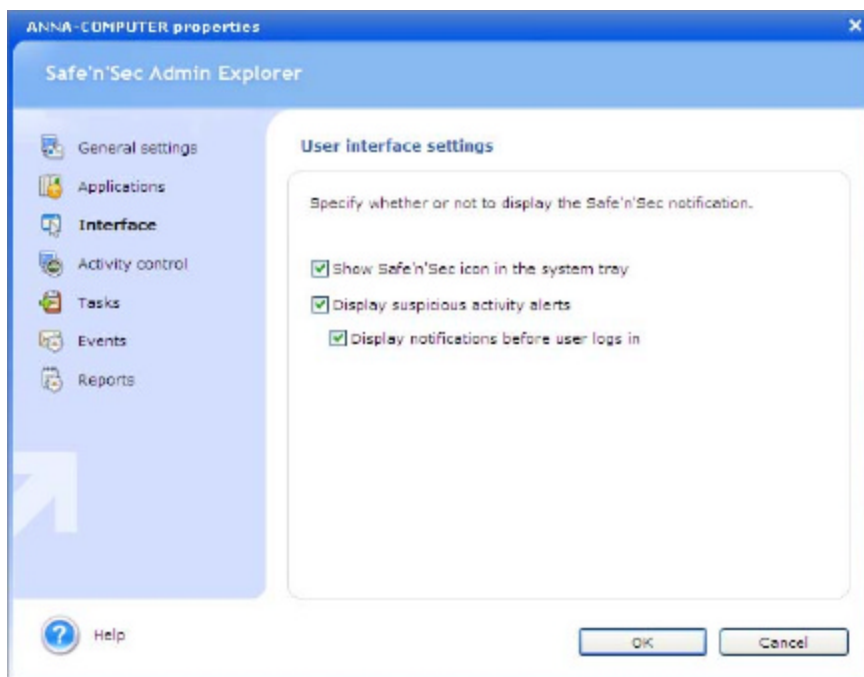 ANNA-COMPUTER properties
Safe'n'Sec Admin Explorer
General settings
Applications
Interface
Activity control
Tasks
Events
Reports
User interface settings
Specify whether or not to display the Safe'n'Sec notification.
Show Safe'n'Sec icon in the system tray
Display suspicious activity alerts
Display notifications before user logs in
Help
OK
Cancel